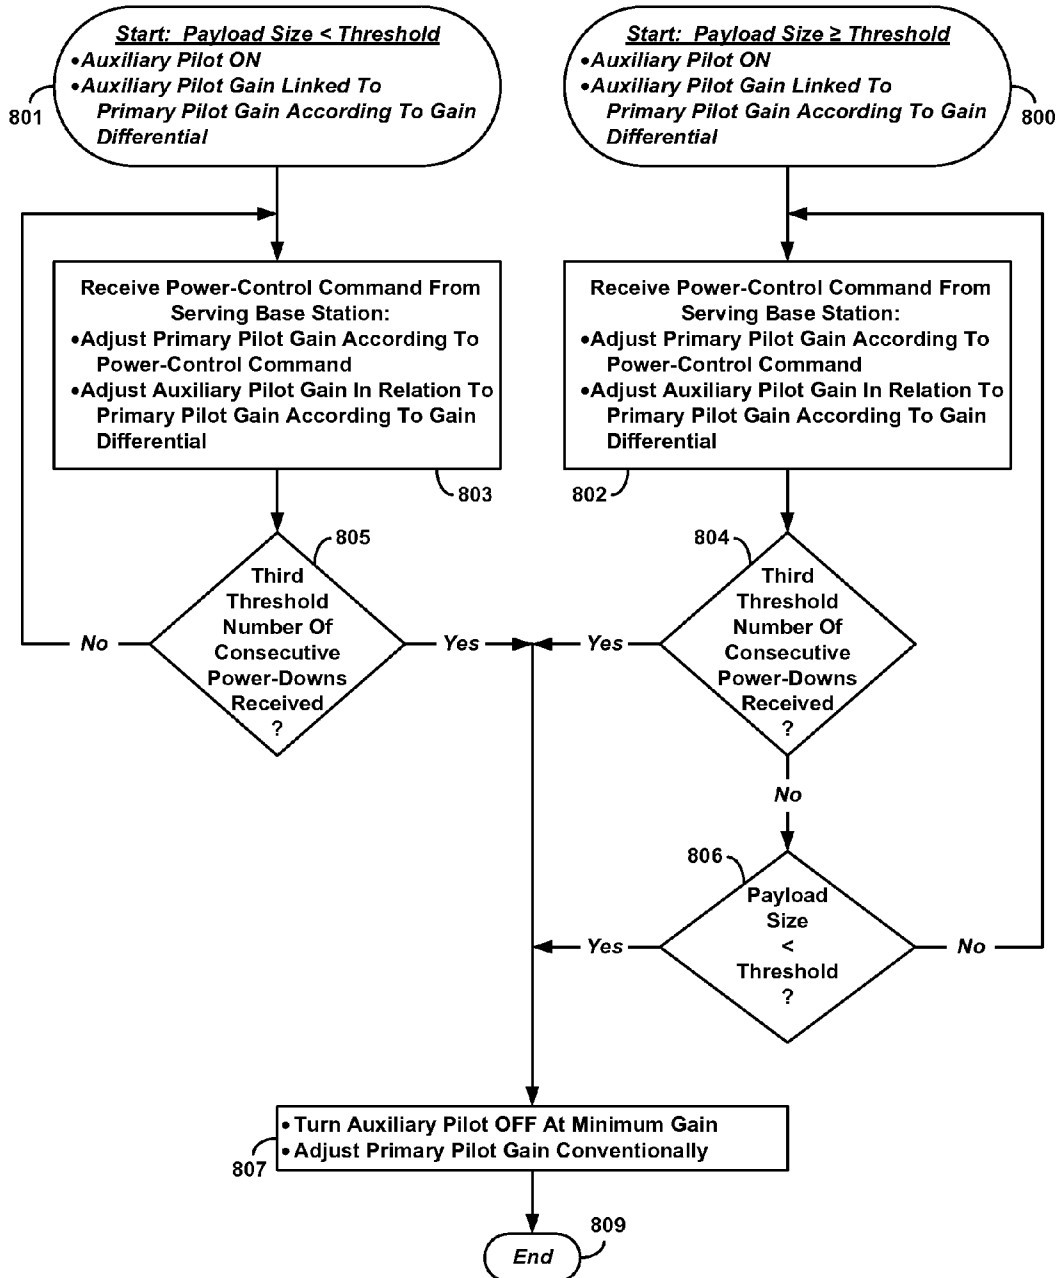 Start: Payload Size < Threshold
•Auxiliary Pilot ON
•Auxiliary Pilot Gain Linked To
Primary Pilot Gain According To Gain
Differential
801
Start: Payload Size ≥ Threshold
•Auxiliary Pilot ON
•Auxiliary Pilot Gain Linked To
Primary Pilot Gain According To Gain
Differential
800
Receive Power-Control Command From
Serving Base Station:
•Adjust Primary Pilot Gain According To
Power-Control Command
•Adjust Auxiliary Pilot Gain In Relation To
Primary Pilot Gain According To Gain
Differential
803
Receive Power-Control Command From
Serving Base Station:
•Adjust Primary Pilot Gain According To
Power-Control Command
•Adjust Auxiliary Pilot Gain In Relation To
Primary Pilot Gain According To Gain
Differential
802
805
Third
Threshold
Number Of
Consecutive
Power-Downs
Received
?
No
Yes
804
Third
Threshold
Number Of
Consecutive
Power-Downs
Received
?
Yes
No
806
Payload
Size
<
Threshold
?
Yes
No
• Turn Auxiliary Pilot OFF At Minimum Gain
• Adjust Primary Pilot Gain Conventionally
807
End
809